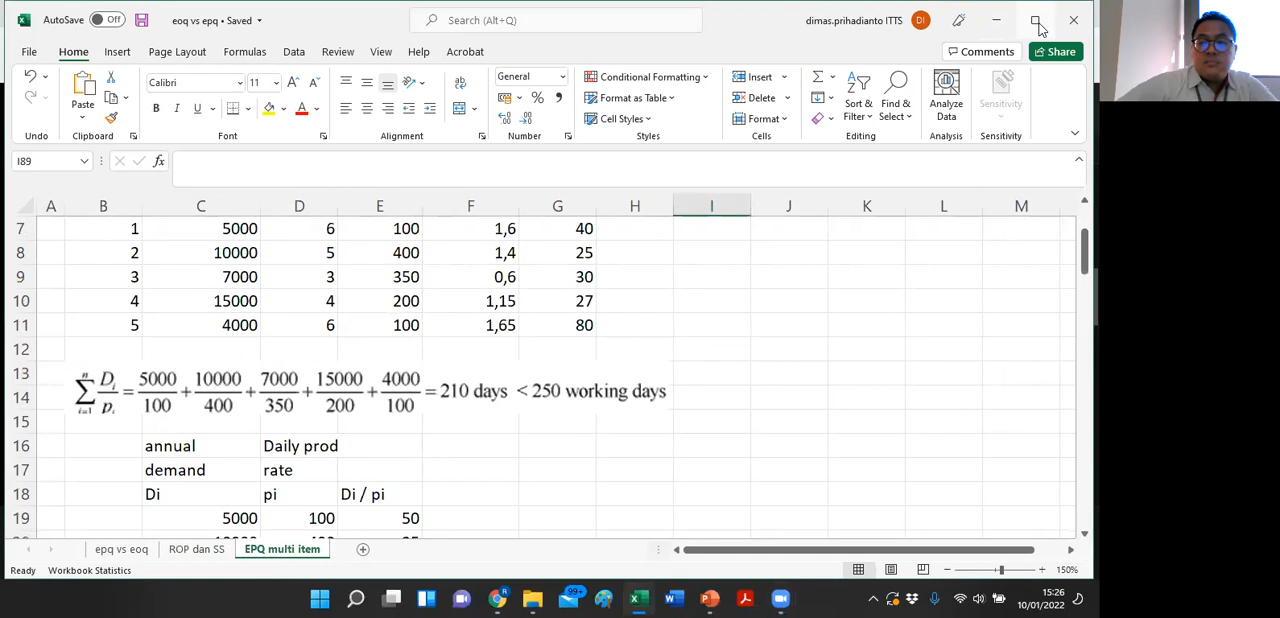 AutoSave Off eoq vs epq • Saved Search (Alt+Q) dimas.prihadianto ITTS DI
File Home Insert Page Layout Formulas Data Review View Help Acrobat Comments Share
Calibri 11 General Conditional Formatting Insert
Paste Format as Table Delete Sort & Find & Analyze Sensitivity
B I U A % Cell Styles Format Filter Select Data
Undo Clipboard Font Alignment Number Styles Cells Editing Analysis Sensitivity
I89 fx
A B C D E F G H I J K L M
7 1 5000 6 100 1,6 40
8 2 10000 5 400 1,4 25
9 3 7000 3 350 0,6 30
10 4 15000 4 200 1,15 27
11 5 4000 6 100 1,65 80
12
13
14
∑ i=1 n Di/pi = 5000/100 + 10000/400 + 7000/350 + 15000/200 + 4000/100 = 210 days < 250 working days
15
16 annual Daily prod
17 demand rate
18 Di pi Di / pi
19 5000 100 50
epq vs eoq ROP dan SS EPQ multi item
Ready Workbook Statistics 150%
99+
15:26
10/01/2022